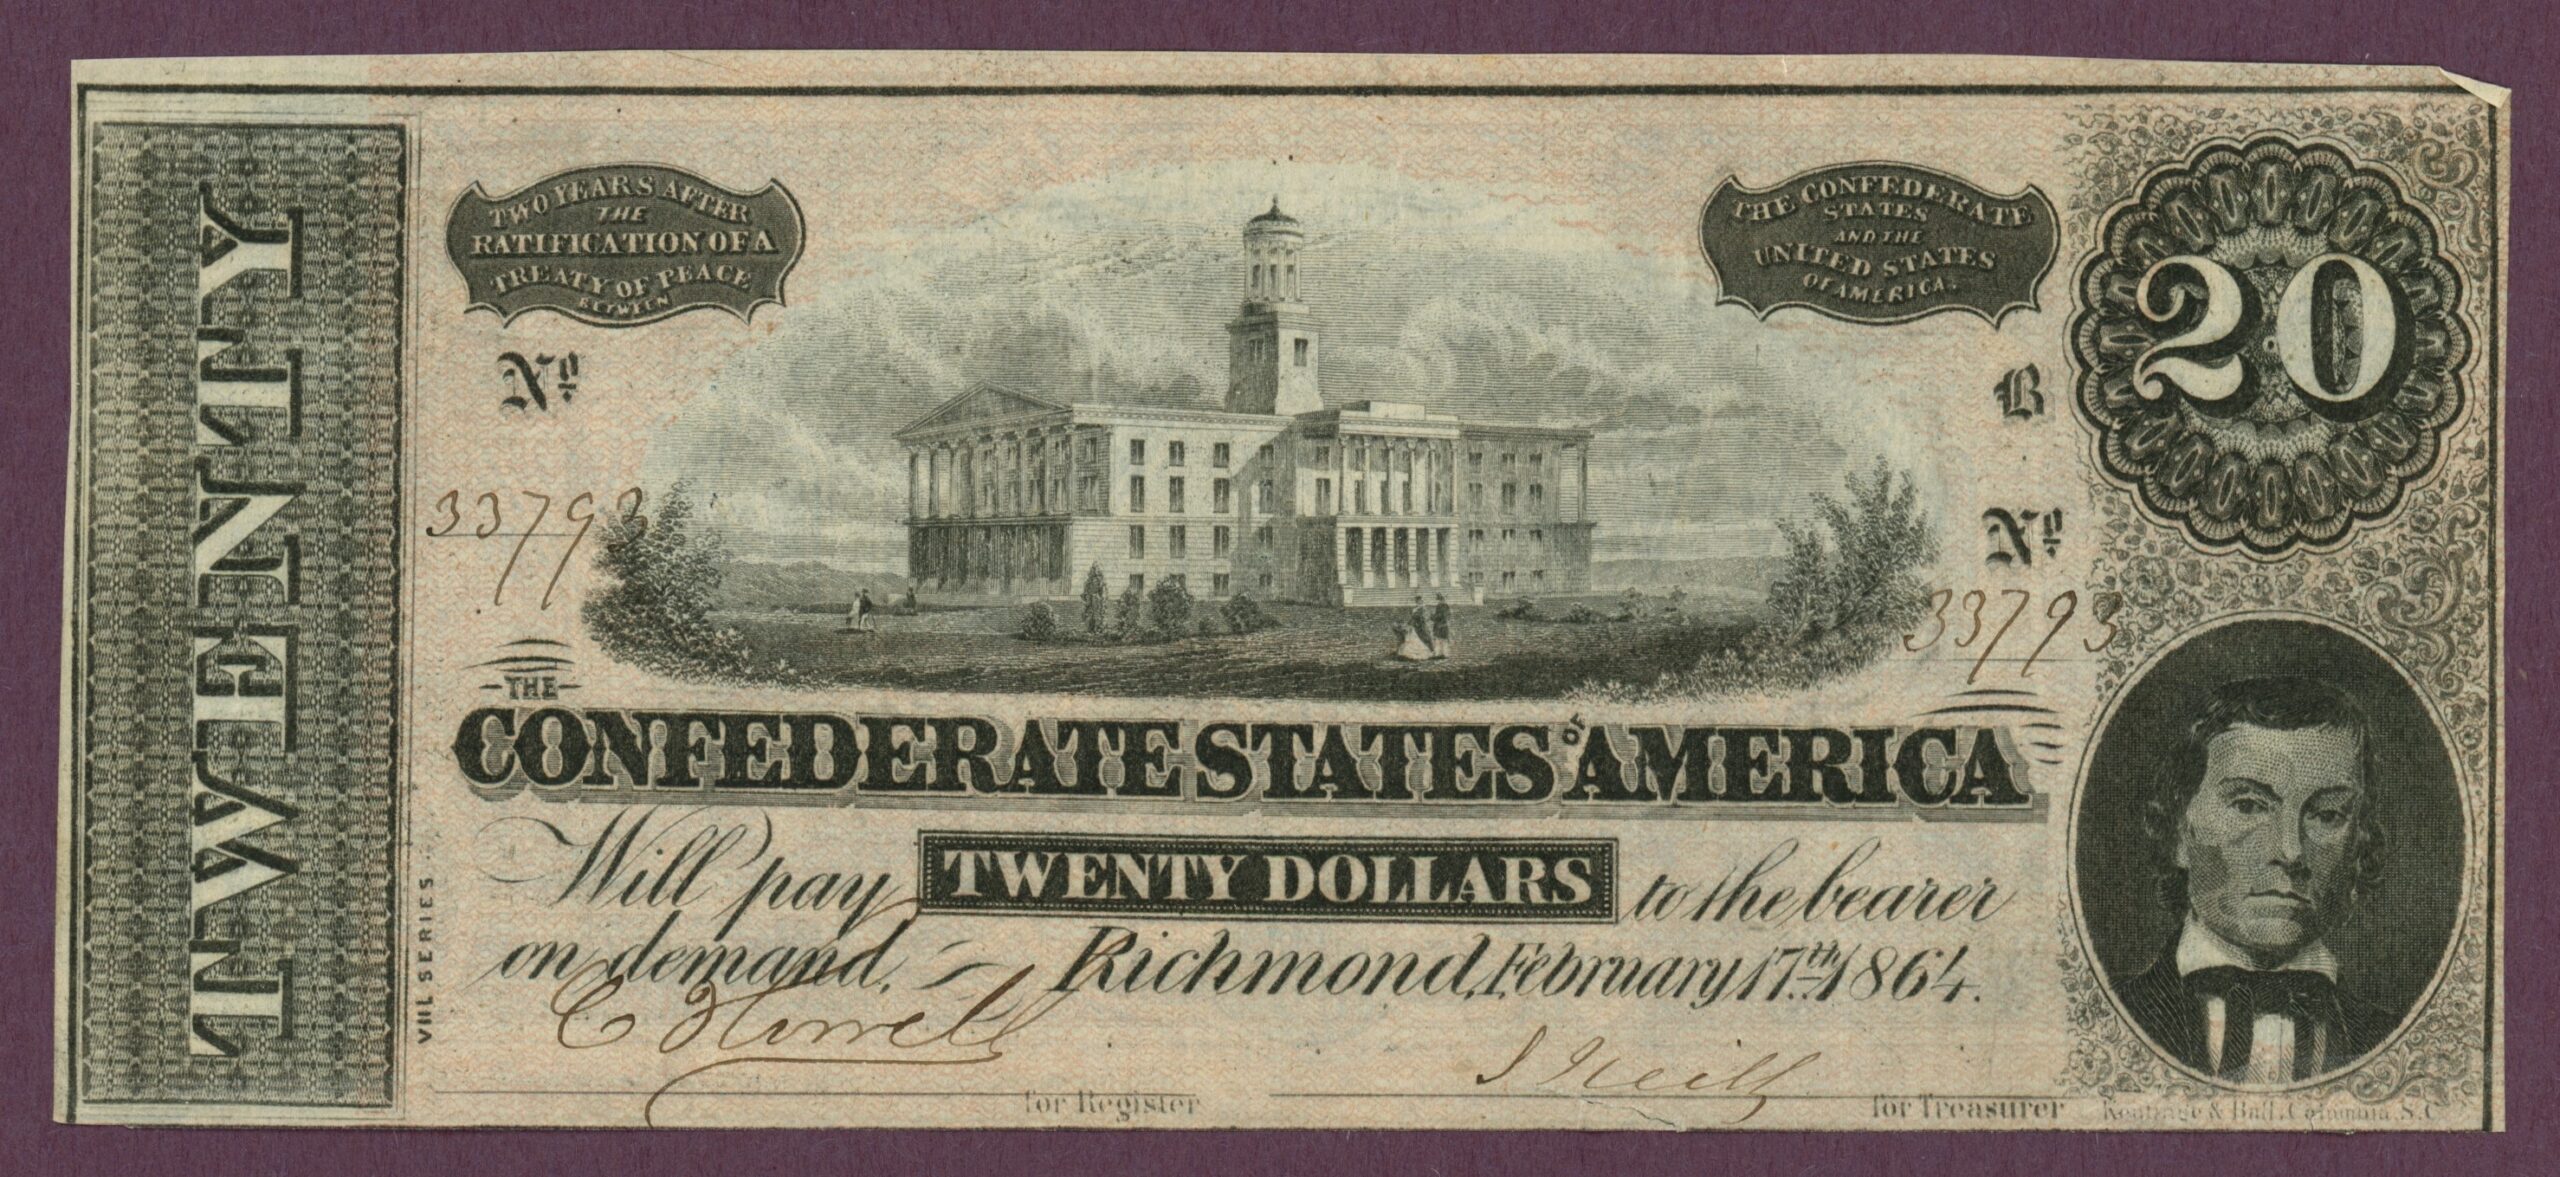 TWENTY
TWO YEARS AFTER
THE
RATIFICATION OF A
TREATY OF PEACE
BETWEEN
THE CONFEDERATE
STATES
AND THE
UNITED STATES
OF AMERICA.
20
No
B
33793
No
33793
THE
CONFEDERATE STATES OF AMERICA
Will pay TWENTY DOLLARS to the bearer
on demand, Richmond, February 17th 1864.
VIII. SERIES.
for Register
S Neill
for Treasurer
& Ball, Columbia, S.C.